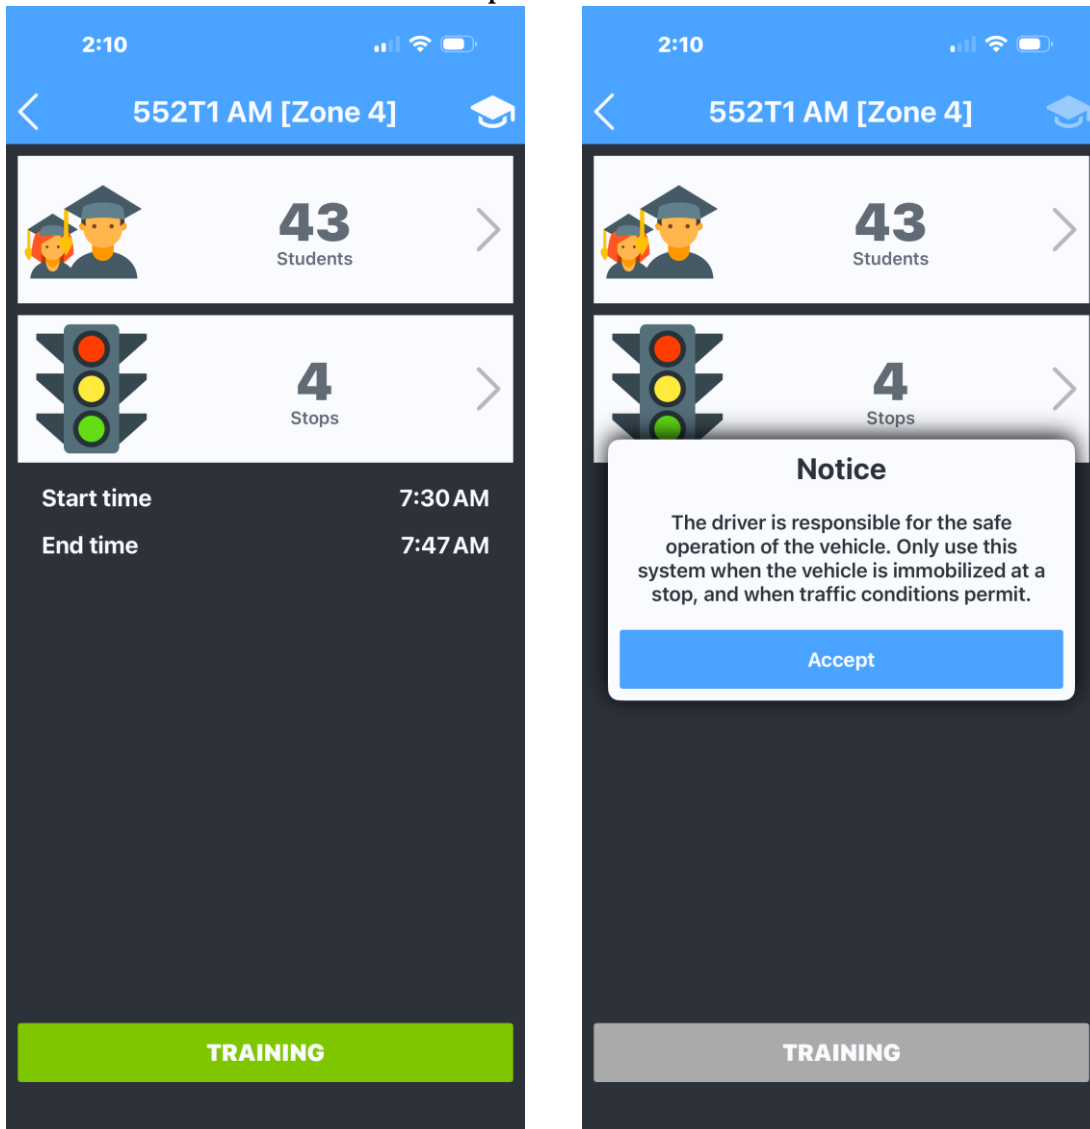 2:10
552T1 AM [Zone 4]
43
Students
4
Stops
Start time 7:30 AM
End time 7:47 AM
TRAINING
2:10
552T1 AM [Zone 4]
43
Students
4
Stops
Notice
The driver is responsible for the safe
operation of the vehicle. Only use this
system when the vehicle is immobilized at a
stop, and when traffic conditions permit.
Accept
TRAINING